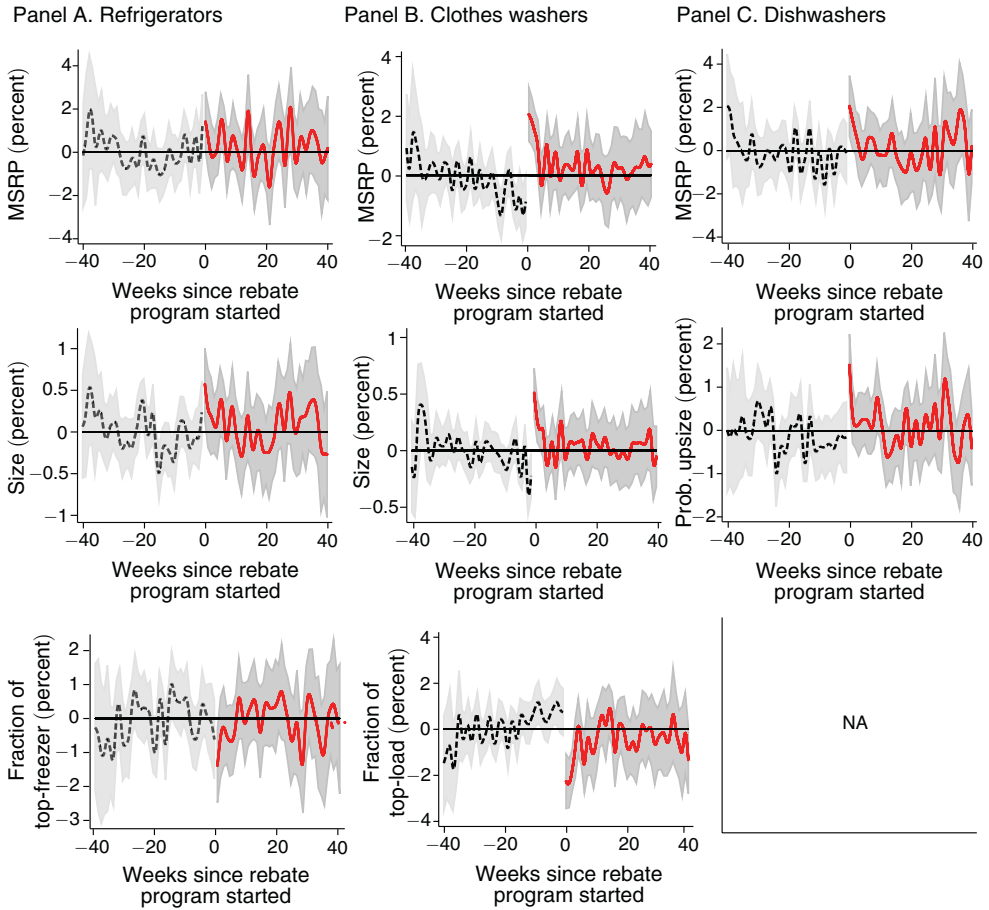 Panel A. Refrigerators
Panel B. Clothes washers
Panel C. Dishwashers
MSRP (percent)
4
2
0
−2
−4
−40
−20
0
20
40
Weeks since rebate
program started
MSRP (percent)
4
2
0
−2
−40
−20
0
20
40
Weeks since rebate
program started
MSRP (percent)
4
2
0
−2
−4
−40
−20
0
20
40
Weeks since rebate
program started
Size (percent)
1
0.5
0
−0.5
−1
−40
−20
0
20
40
Weeks since rebate
program started
Size (percent)
1
0.5
0
−0.5
−40
−20
0
20
40
Weeks since rebate
program started
Prob. upsize (percent)
2
1
0
−1
−2
−40
−20
0
20
40
Weeks since rebate
program started
Fraction of
top-freezer (percent)
2
1
0
−1
−2
−3
−40
−20
0
20
40
Weeks since rebate
program started
Fraction of
top-load (percent)
4
2
0
−2
−4
−40
−20
0
20
40
Weeks since rebate
program started
NA